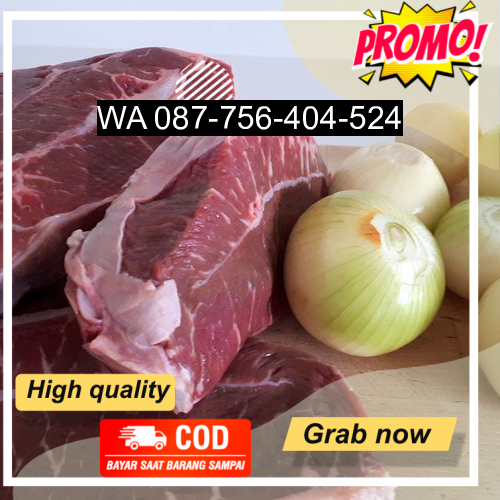 PROMO!
WA 087-756-404-524
High quality
COD
BAYAR SAAT BARANG SAMPAI
Grab now